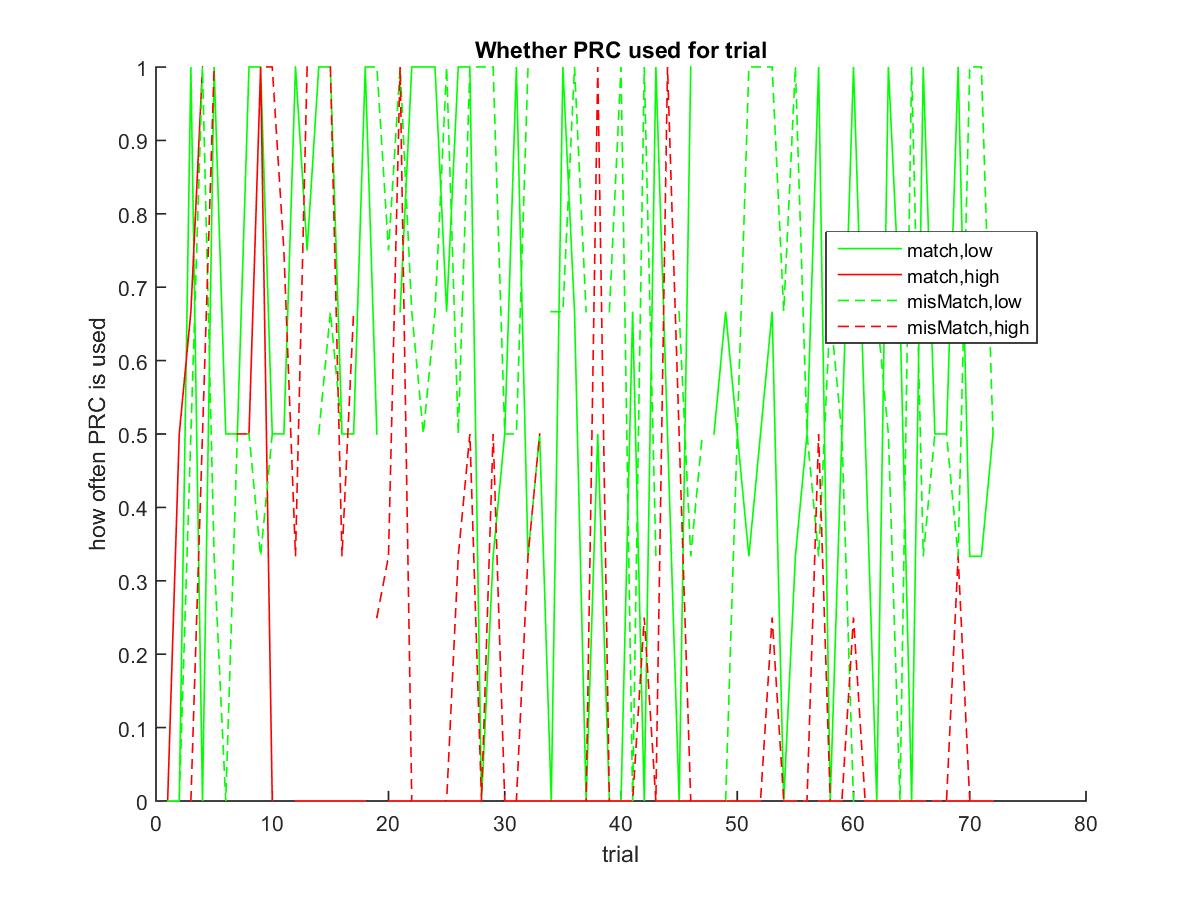 Whether PRC used for trial
how often PRC is used
1
0.9
0.8
0.7
0.6
0.5
0.4
0.3
0.2
0.1
0
match,low
match,high
misMatch,low
misMatch,high
0 10 20 30 40 50 60 70 80
trial